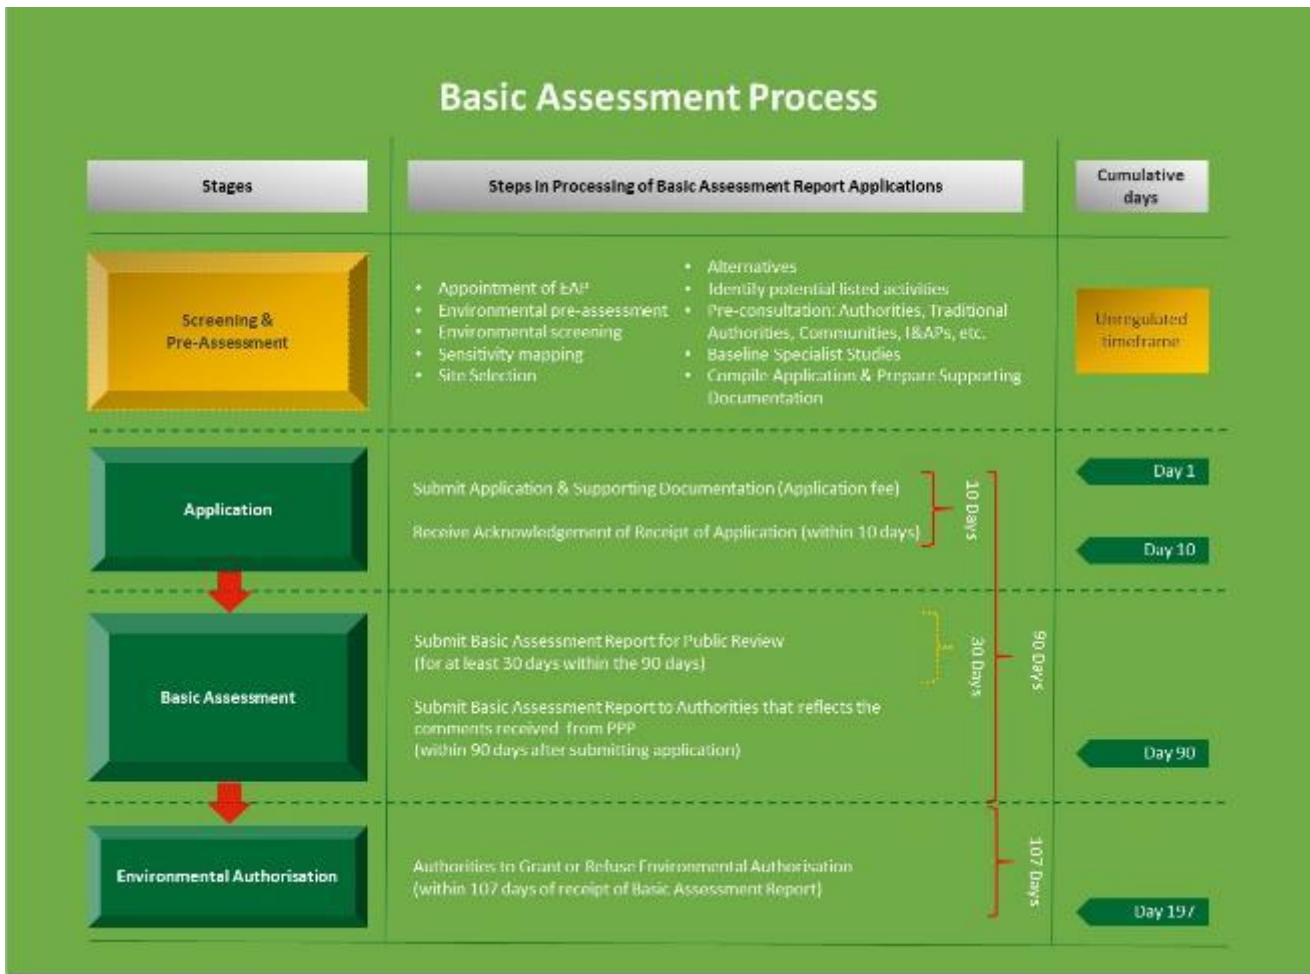 Basic Assessment Process
Stages
Steps in Processing of Basic Assessment Report Applications
Cumulative
days
Screening &
Pre-Assessment
• Appointment of EAP
• Environmental pre-assessment
• Environmental screening
• Sensitivity mapping
• Site Selection
• Alternatives
• Identify potential listed activities
• Pre-consultation: Authorities, Traditional
Authorities, Communities, I&APs, etc.
• Baseline Specialist Studies
• Compile Application & Prepare Supporting
Documentation
Unregulated
timeframe
Application
Submit Application & Supporting Documentation (Application fee)
Receive Acknowledgement of Receipt of Application (within 10 days)
10 Days
Day 1
Day 10
Basic Assessment
Submit Basic Assessment Report for Public Review
(for at least 30 days within the 90 days)
Submit Basic Assessment Report to Authorities that reflects the
comments received from PPP
(within 90 days after submitting application)
30 Days
90 Days
Day 90
Environmental Authorisation
Authorities to Grant or Refuse Environmental Authorisation
(within 107 days of receipt of Basic Assessment Report)
107 Days
Day 197